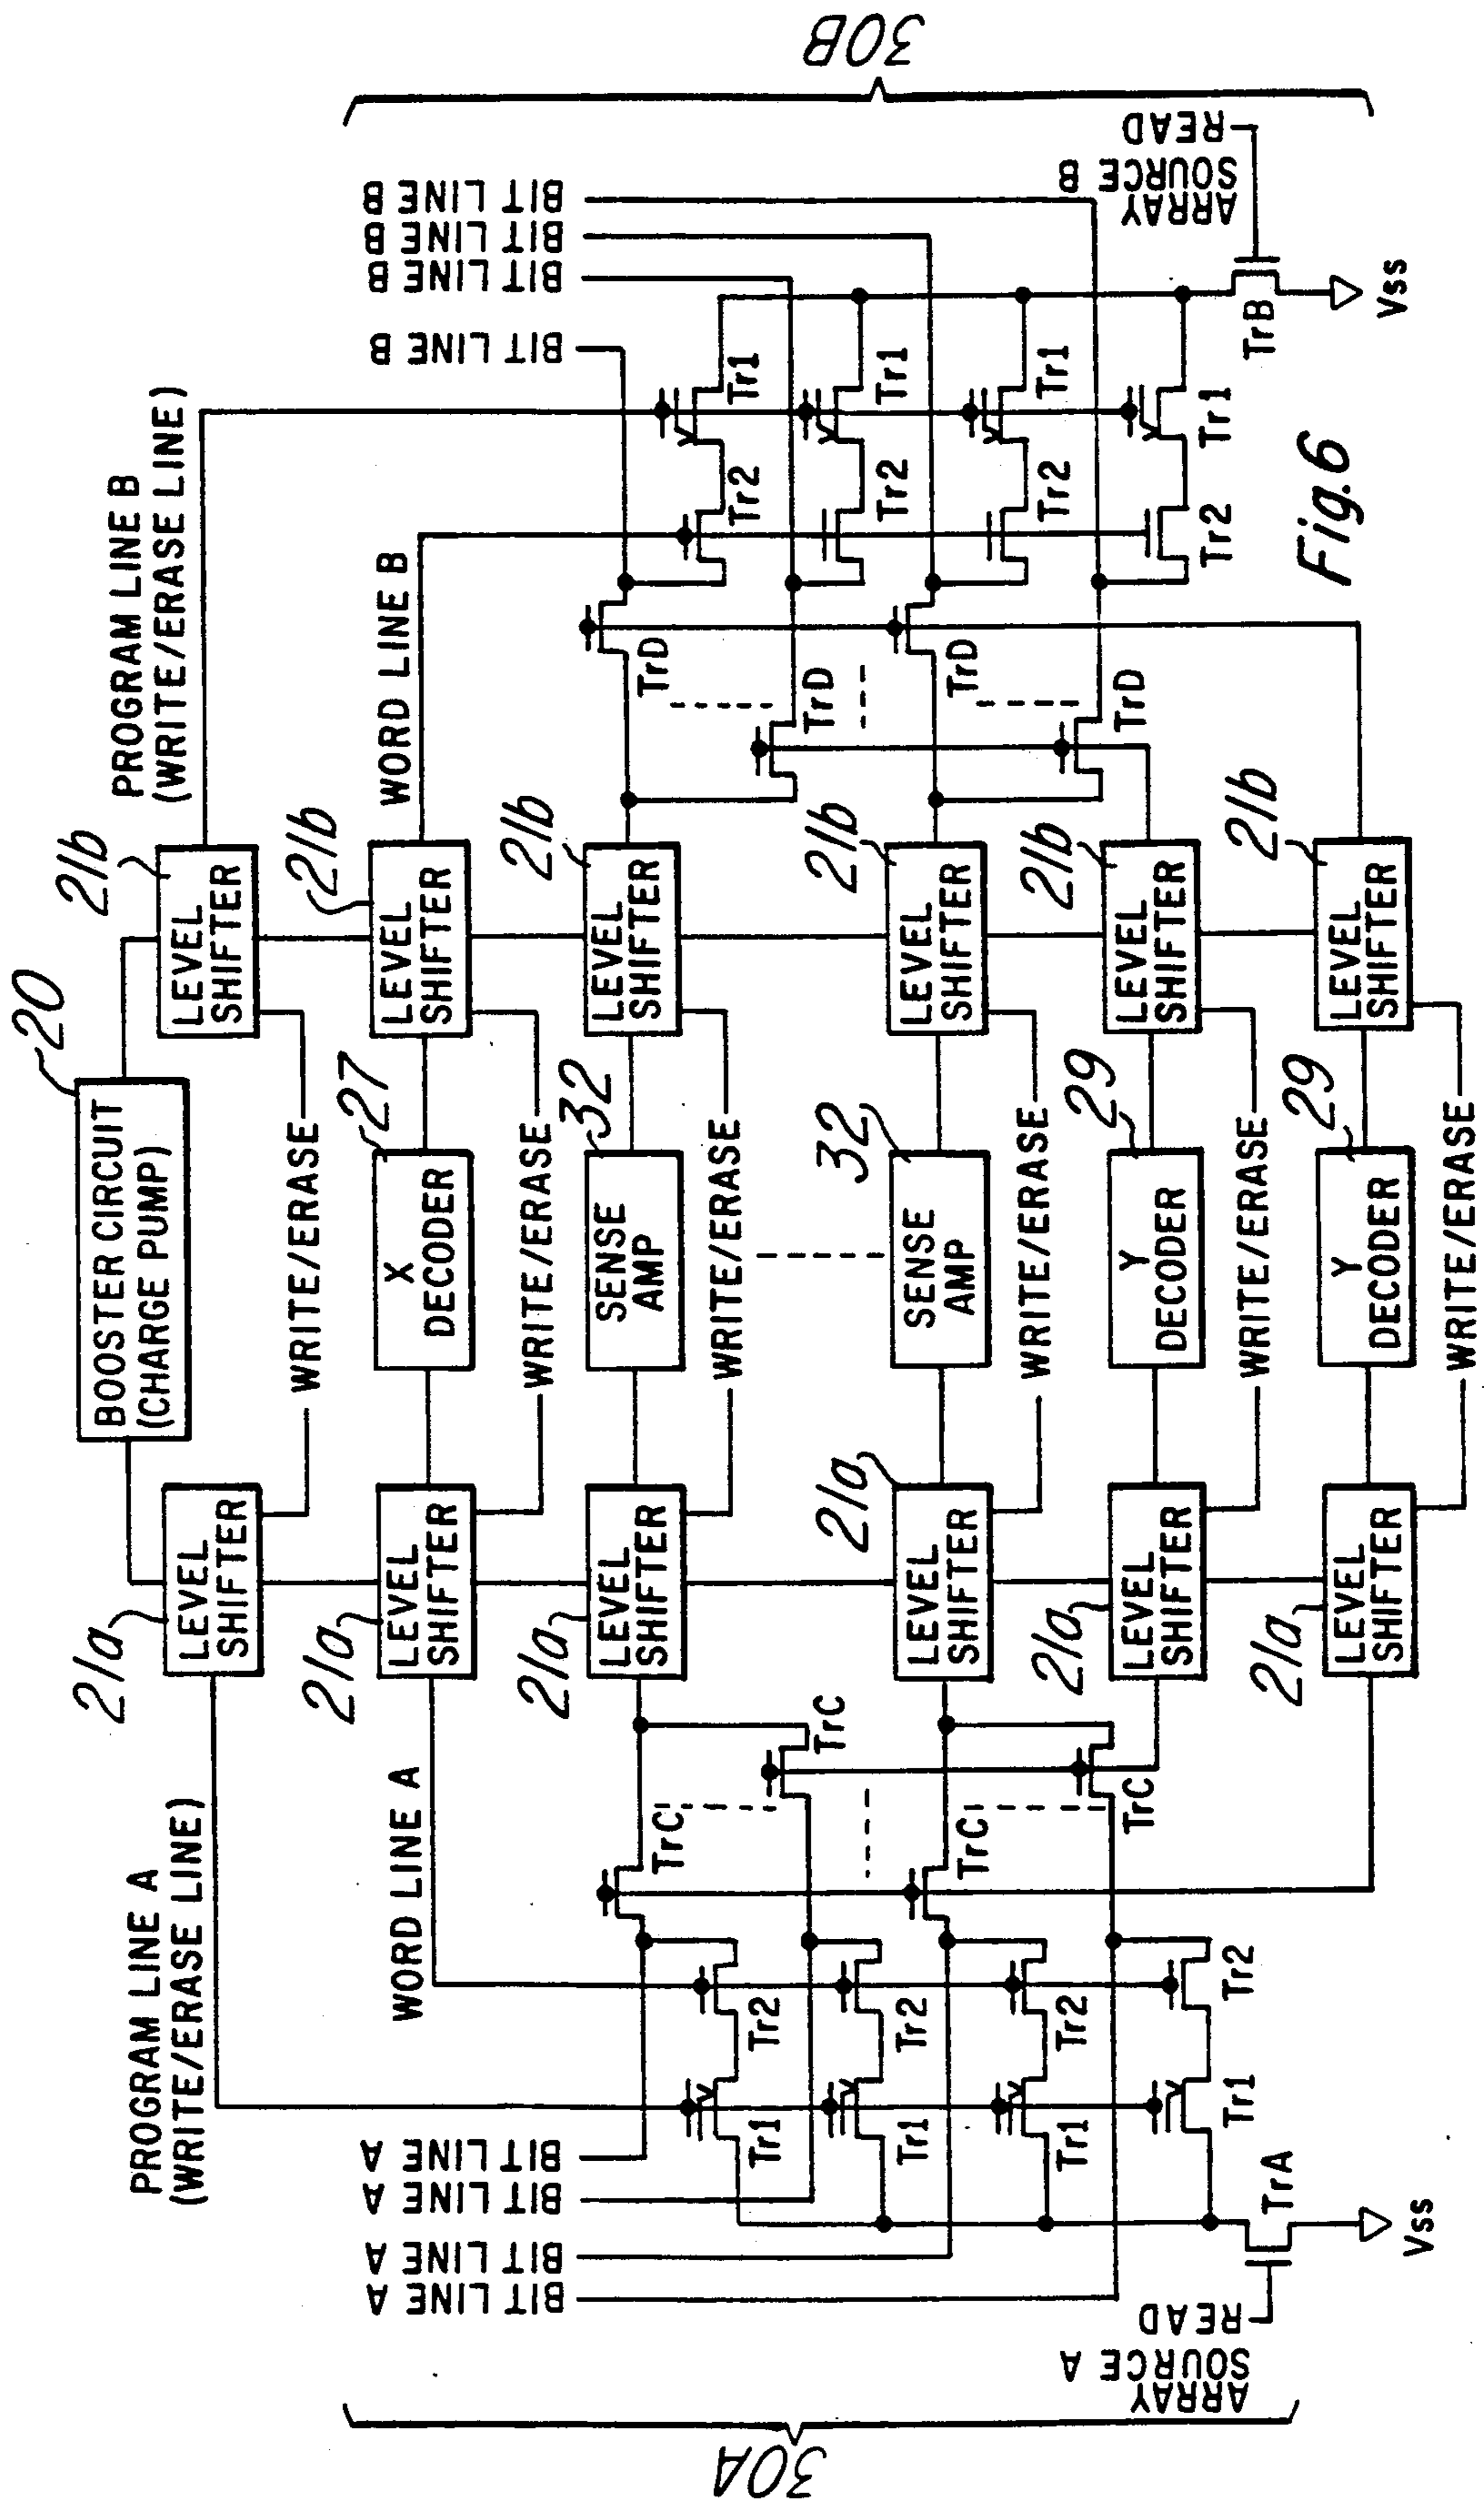 30A
30B
PROGRAM LINE A
(WRITE/ERASE LINE)
WORD LINE A
BIT LINE A
BIT LINE A
BIT LINE A
BIT LINE A
ARRAY
SOURCE A
READ
TrA
Vss
Tr1
Tr1
Tr1
Tr1
Tr2
Tr2
Tr2
Tr2
TrC
TrC
TrC
TrC
21a
LEVEL
SHIFTER
21a
LEVEL
SHIFTER
21a
LEVEL
SHIFTER
21a
LEVEL
SHIFTER
21a
LEVEL
SHIFTER
21a
LEVEL
SHIFTER
20
BOOSTER CIRCUIT
(CHARGE PUMP)
WRITE/ERASE
27
X
DECODER
WRITE/ERASE
32
SENSE
AMP
WRITE/ERASE
32
SENSE
AMP
WRITE/ERASE
29
Y
DECODER
WRITE/ERASE
29
Y
DECODER
WRITE/ERASE
21b
LEVEL
SHIFTER
21b
LEVEL
SHIFTER
21b
LEVEL
SHIFTER
21b
LEVEL
SHIFTER
21b
LEVEL
SHIFTER
21b
LEVEL
SHIFTER
PROGRAM LINE B
(WRITE/ERASE LINE)
WORD LINE B
TrD
TrD
TrD
TrD
Tr2
Tr2
Tr2
Tr2
Tr1
Tr1
Tr1
Tr1
BIT LINE B
BIT LINE B
BIT LINE B
BIT LINE B
ARRAY
SOURCE B
READ
TrB
Vss
Fig.6